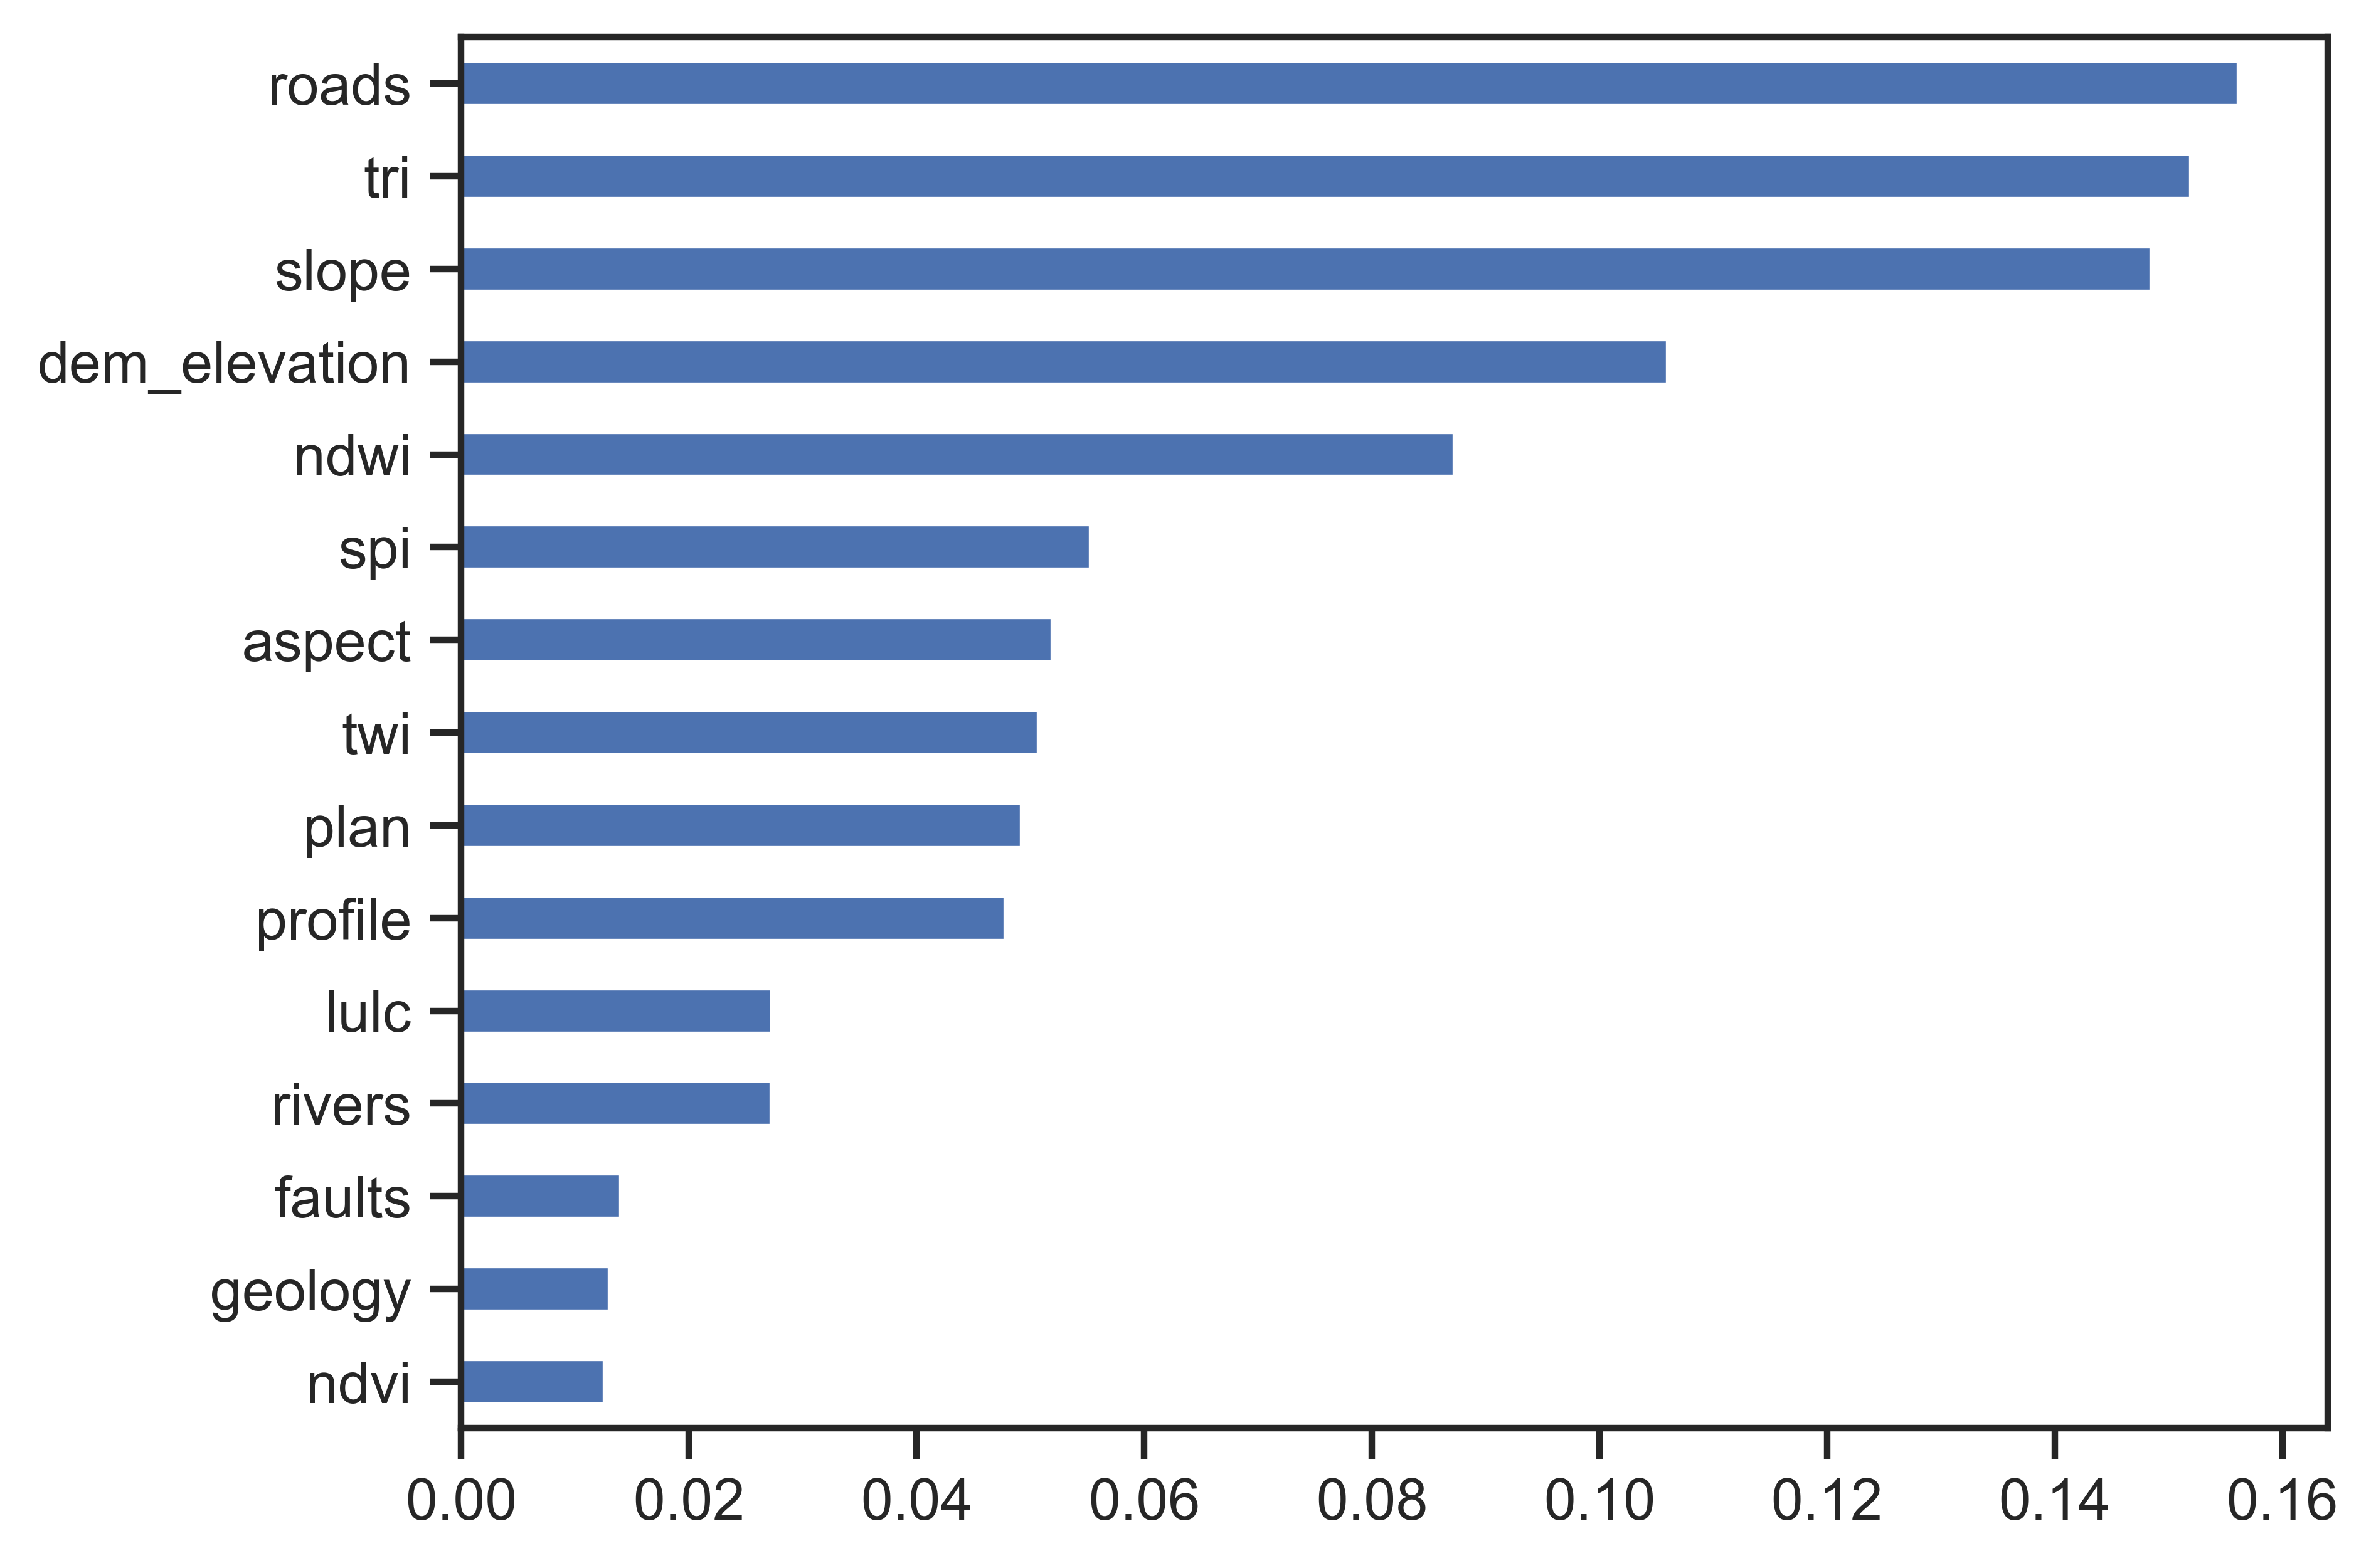 roads
tri
slope
dem_elevation
ndwi
spi
aspect
twi
plan
profile
lulc
rivers
faults
geology
ndvi
0.00 0.02 0.04 0.06 0.08 0.10 0.12 0.14 0.16